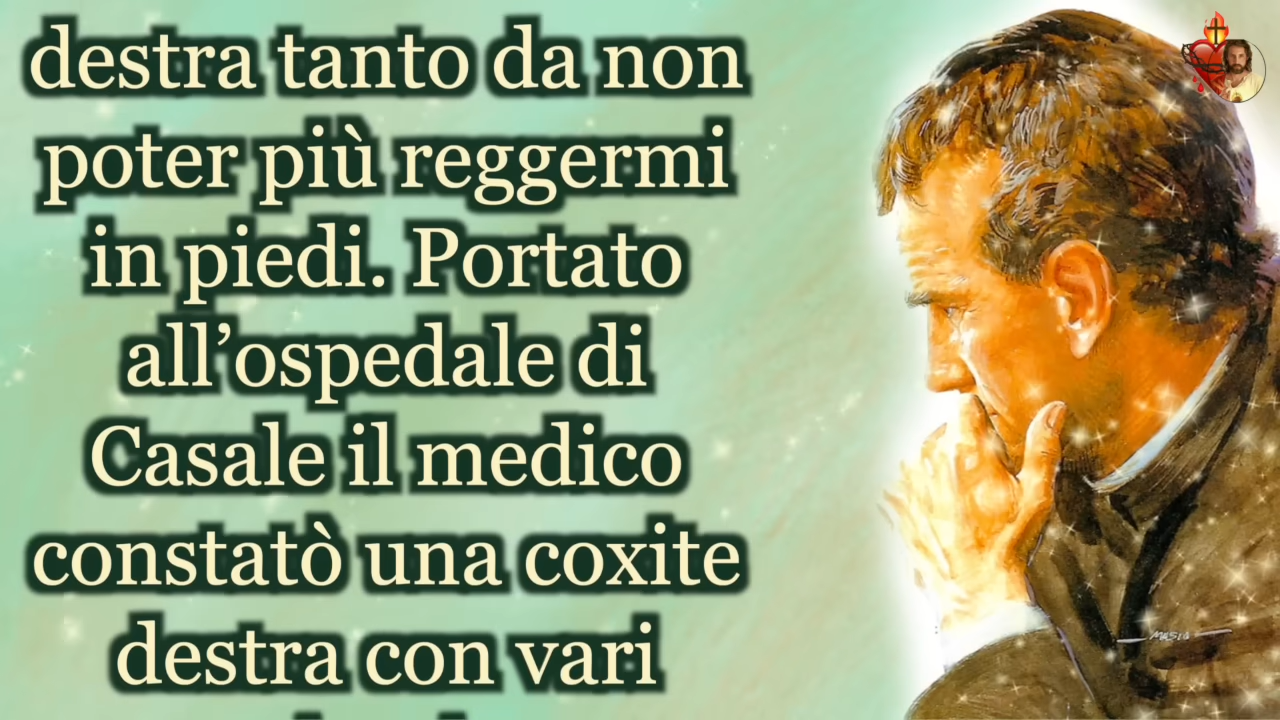 destra tanto da non
poter più reggermi
in piedi. Portato
all’ospedale di
Casale il medico
constatò una coxite
destra con vari
MASIA